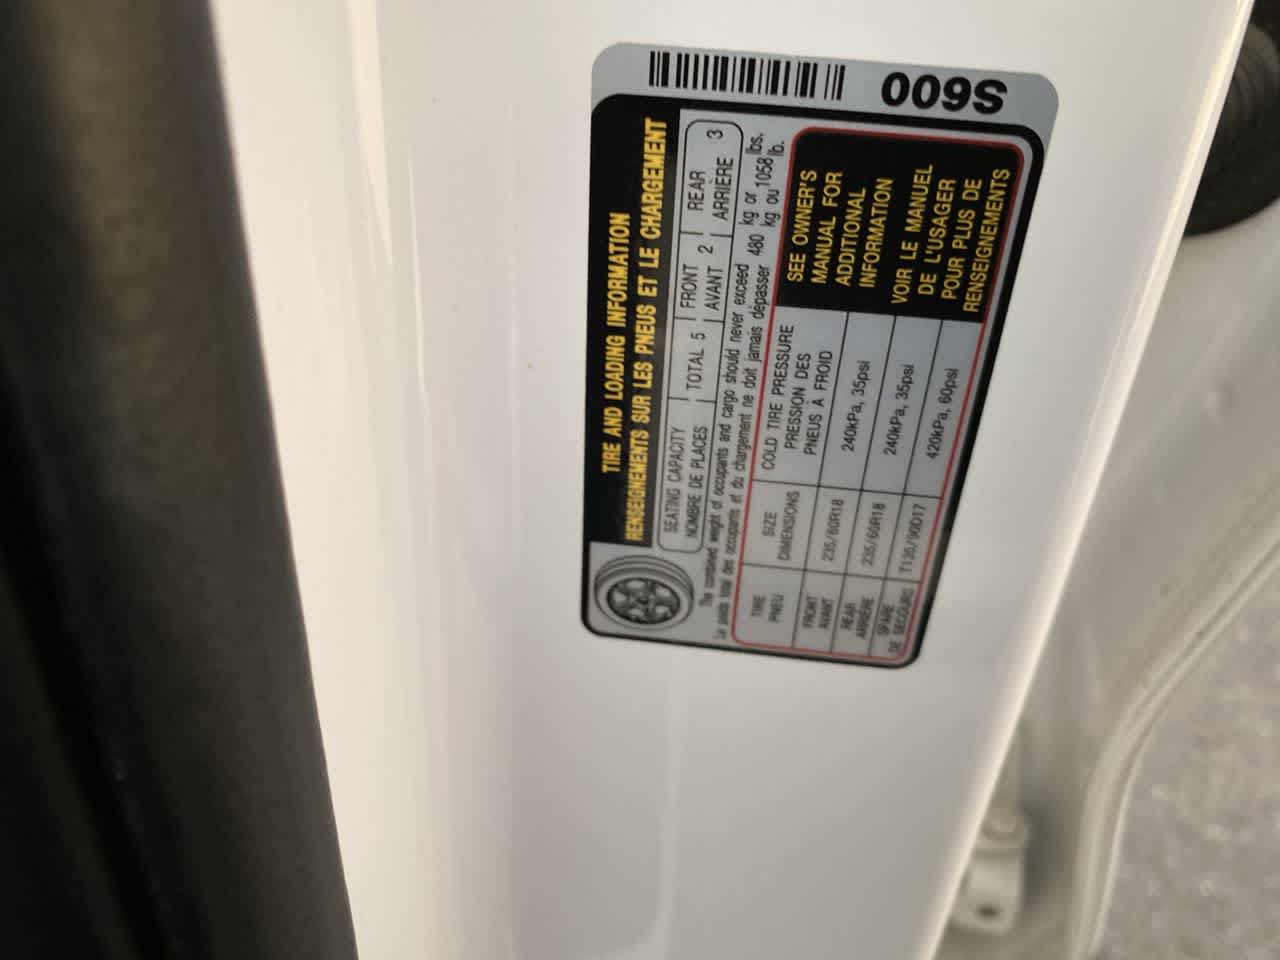 S600
TIRE AND LOADING INFORMATION
RENSEIGNEMENTS SUR LES PNEUS ET LE CHARGEMENT
SEATING CAPACITY | TOTAL 5 | FRONT 2 | REAR 3
NOMBRE DE PLACES | AVANT | ARRIÈRE
The combined weight of occupants and cargo should never exceed 480 kg or 1058 lbs.
Le poids total des occupants et du chargement ne doit jamais dépasser 480 kg ou 1058 lb.
TIRE PNEU | SIZE DIMENSIONS | COLD TIRE PRESSURE PRESSION DES PNEUS À FROID
FRONT AVANT | 235/60R18 | 240kPa, 35psi
REAR ARRIÈRE | 235/60R18 | 240kPa, 35psi
SPARE DE SECOURS | T135/90D17 | 420kPa, 60psi
SEE OWNER'S
MANUAL FOR
ADDITIONAL
INFORMATION
VOIR LE MANUEL
DE L'USAGER
POUR PLUS DE
RENSEIGNEMENTS